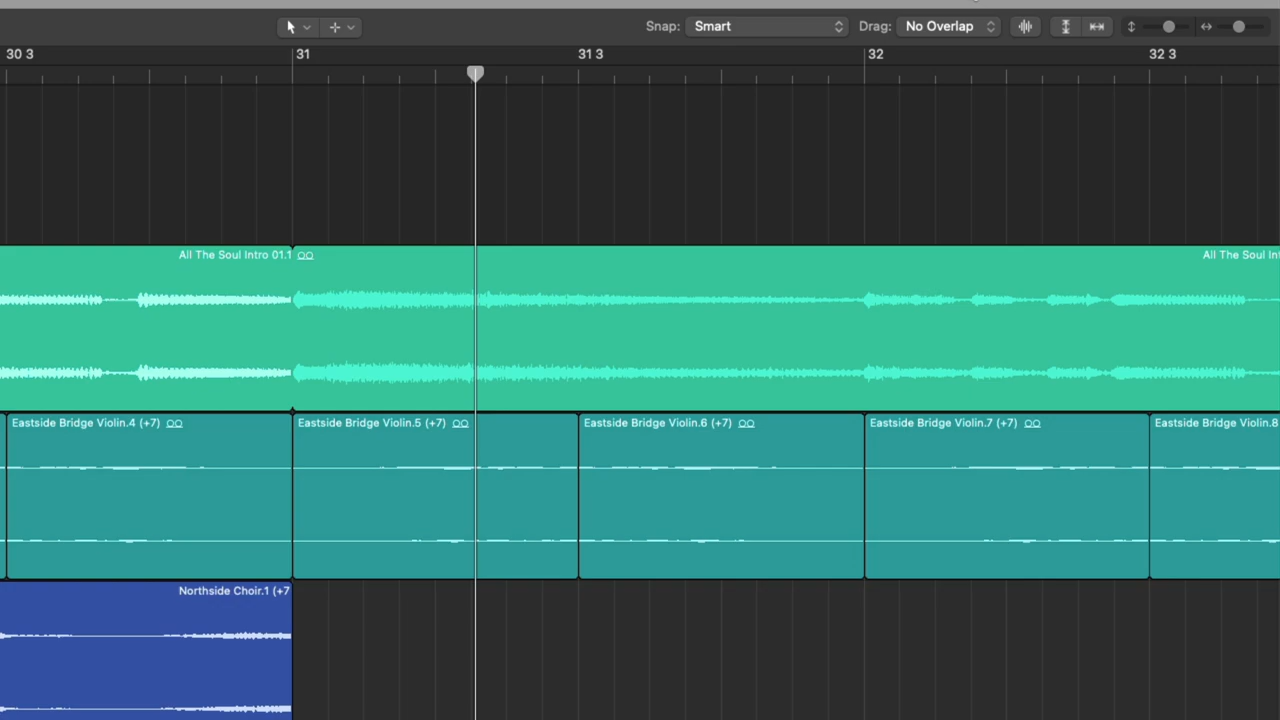 Snap: Smart Drag: No Overlap
30 3 31 31 3 32 32 3
All The Soul Intro 01.1 All The Soul Int
Eastside Bridge Violin.4 (+7) Eastside Bridge Violin.5 (+7) Eastside Bridge Violin.6 (+7) Eastside Bridge Violin.7 (+7) Eastside Bridge Violin.8
Northside Choir.1 (+7